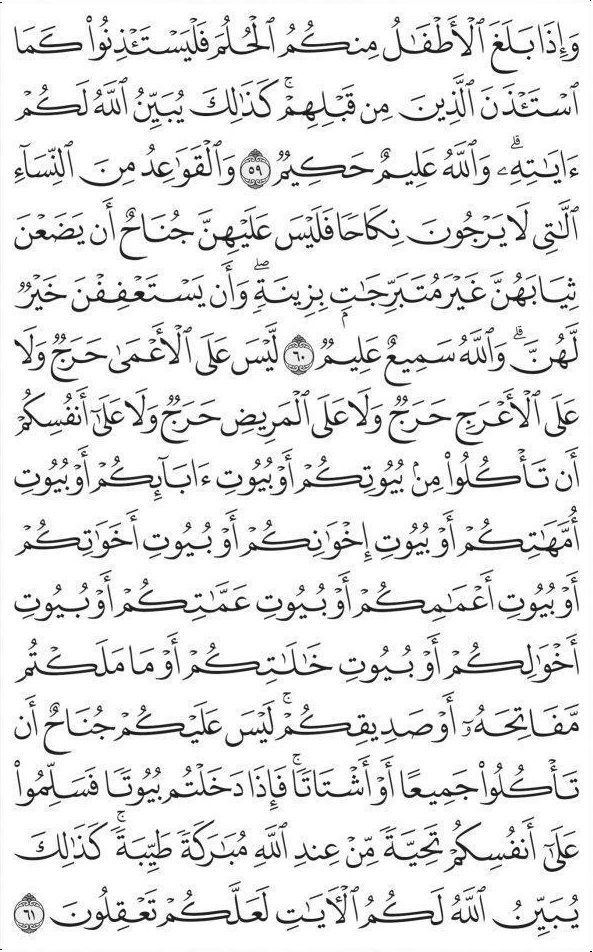 وَإِذَا بَلَغَ ٱلْأَطْفَٰلُ مِنكُمُ ٱلْحُلُمَ فَلْيَسْتَـْٔذِنُوا۟ كَمَا
ٱسْتَـْٔذَنَ ٱلَّذِينَ مِن قَبْلِهِمْ ۚ كَذَٰلِكَ يُبَيِّنُ ٱللَّهُ لَكُمْ
ءَايَٰتِهِۦ ۗ وَٱللَّهُ عَلِيمٌ حَكِيمٌ ٥٩ وَٱلْقَوَٰعِدُ مِنَ ٱلنِّسَآءِ
ٱلَّٰتِى لَا يَرْجُونَ نِكَاحًا فَلَيْسَ عَلَيْهِنَّ جُنَاحٌ أَن يَضَعْنَ
ثِيَابَهُنَّ غَيْرَ مُتَبَرِّجَٰتٍۭ بِزِينَةٍ ۖ وَأَن يَسْتَعْفِفْنَ خَيْرٌ
لَّهُنَّ ۗ وَٱللَّهُ سَمِيعٌ عَلِيمٌ ٦٠ لَّيْسَ عَلَى ٱلْأَعْمَىٰ حَرَجٌ وَلَا
عَلَى ٱلْأَعْرَجِ حَرَجٌ وَلَا عَلَى ٱلْمَرِيضِ حَرَجٌ وَلَا عَلَىٰٓ أَنفُسِكُمْ
أَن تَأْكُلُوا۟ مِنۢ بُيُوتِكُمْ أَوْ بُيُوتِ ءَابَآئِكُمْ أَوْ بُيُوتِ
أُمَّهَٰتِكُمْ أَوْ بُيُوتِ إِخْوَٰنِكُمْ أَوْ بُيُوتِ أَخَوَٰتِكُمْ
أَوْ بُيُوتِ أَعْمَٰمِكُمْ أَوْ بُيُوتِ عَمَّٰتِكُمْ أَوْ بُيُوتِ
أَخْوَٰلِكُمْ أَوْ بُيُوتِ خَٰلَٰتِكُمْ أَوْ مَا مَلَكْتُم
مَّفَاتِحَهُۥٓ أَوْ صَدِيقِكُمْ ۚ لَيْسَ عَلَيْكُمْ جُنَاحٌ أَن
تَأْكُلُوا۟ جَمِيعًا أَوْ أَشْتَاتًا ۚ فَإِذَا دَخَلْتُم بُيُوتًا فَسَلِّمُوا۟
عَلَىٰٓ أَنفُسِكُمْ تَحِيَّةً مِّنْ عِندِ ٱللَّهِ مُبَٰرَكَةً طَيِّبَةً ۚ كَذَٰلِكَ
يُبَيِّنُ ٱللَّهُ لَكُمُ ٱلْـَٔايَٰتِ لَعَلَّكُمْ تَعْقِلُونَ ٦١